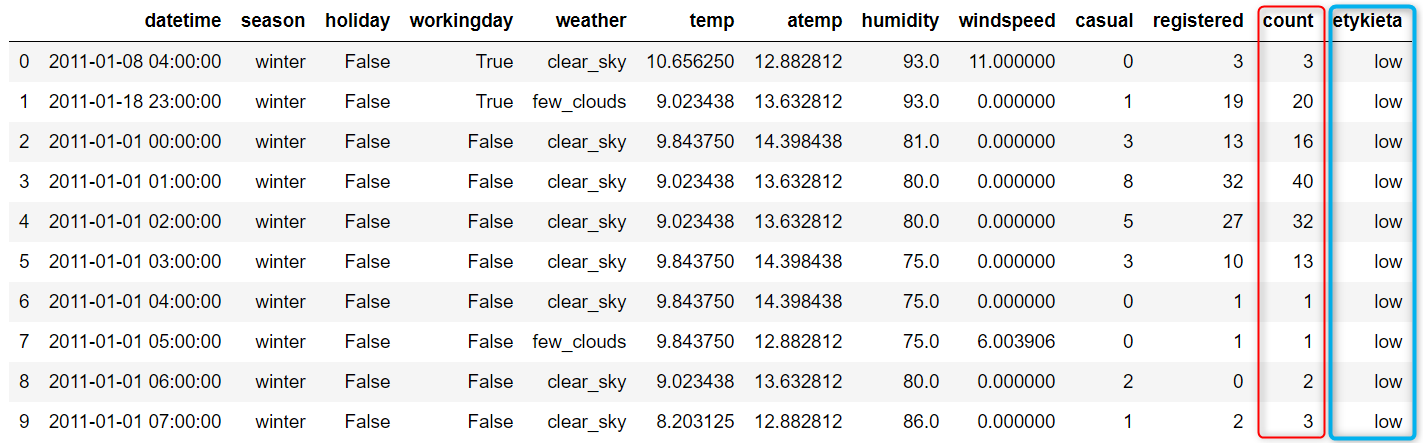 datetime season holiday workingday weather temp atemp humidity windspeed casual registered count etykieta
0 2011-01-08 04:00:00 winter False True clear_sky 10.656250 12.882812 93.0 11.000000 0 3 3 low
1 2011-01-18 23:00:00 winter False True few_clouds 9.023438 13.632812 93.0 0.000000 1 19 20 low
2 2011-01-01 00:00:00 winter False False clear_sky 9.843750 14.398438 81.0 0.000000 3 13 16 low
3 2011-01-01 01:00:00 winter False False clear_sky 9.023438 13.632812 80.0 0.000000 8 32 40 low
4 2011-01-01 02:00:00 winter False False clear_sky 9.023438 13.632812 80.0 0.000000 5 27 32 low
5 2011-01-01 03:00:00 winter False False clear_sky 9.843750 14.398438 75.0 0.000000 3 10 13 low
6 2011-01-01 04:00:00 winter False False clear_sky 9.843750 14.398438 75.0 0.000000 0 1 1 low
7 2011-01-01 05:00:00 winter False False few_clouds 9.843750 12.882812 75.0 6.003906 0 1 1 low
8 2011-01-01 06:00:00 winter False False clear_sky 9.023438 13.632812 80.0 0.000000 2 0 2 low
9 2011-01-01 07:00:00 winter False False clear_sky 8.203125 12.882812 86.0 0.000000 1 2 3 low